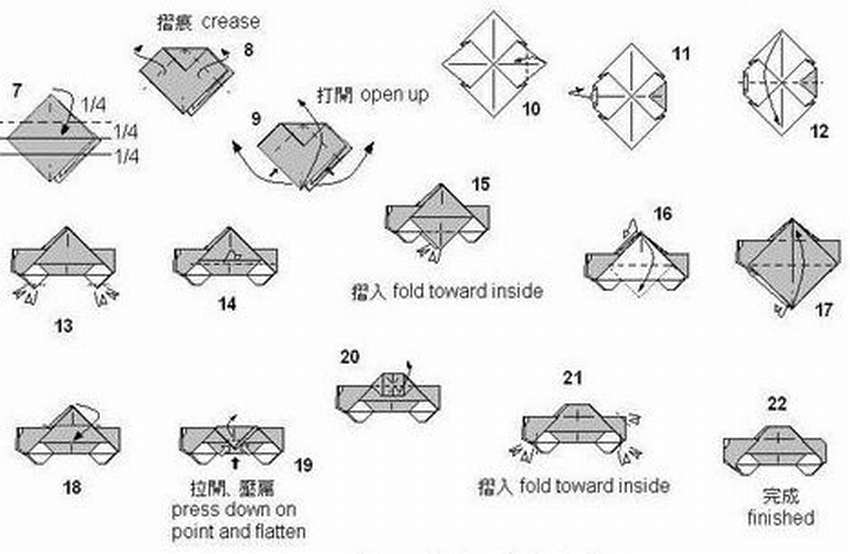 摺痕 crease
7
8
1/4
1/4
1/4
9
打開 open up
10
11
12
13
14
15
摺入 fold toward inside
16
17
18
19
拉開、壓扁
press down on
point and flatten
20
21
摺入 fold toward inside
22
完成
finished